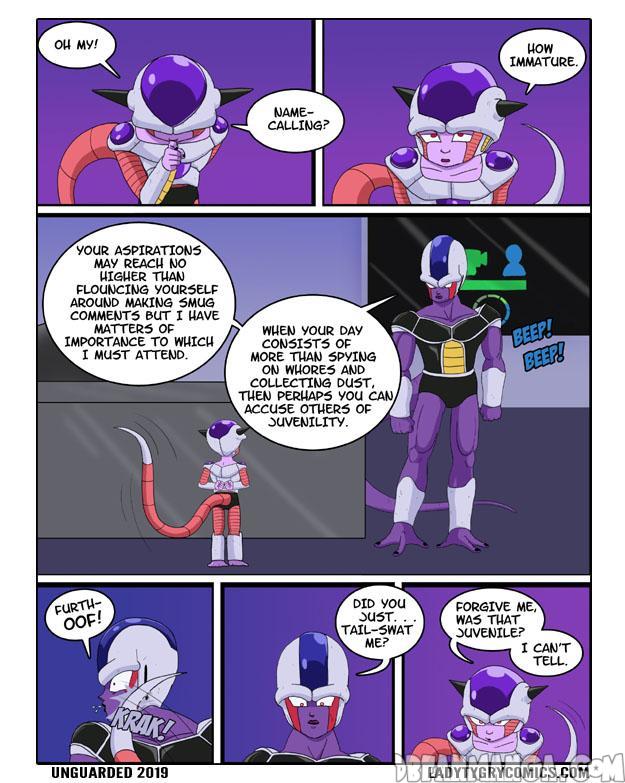 OH MY!
NAME-
CALLING?
HOW
IMMATURE.
YOUR ASPIRATIONS
MAY REACH NO
HIGHER THAN
FLOUNCING YOURSELF
AROUND MAKING SMUG
COMMENTS BUT I HAVE
MATTERS OF
IMPORTANCE TO WHICH
I MUST ATTEND.
WHEN YOUR DAY
CONSISTS OF
MORE THAN SPYING
ON WHORES AND
COLLECTING DUST,
THEN PERHAPS YOU CAN
ACCUSE OTHERS OF
JUVENILITY.
BEEP!
BEEP!
FURTH-
OOF!
KRAK!
DID YOU
JUST. . .
TAIL-SWAT
ME?
FORGIVE ME,
WAS THAT
JUVENILE?
I CAN'T
TELL.
UNGUARDED 2019
LADYTYGRYCOMICS.COM
DBEANMANGA.COM